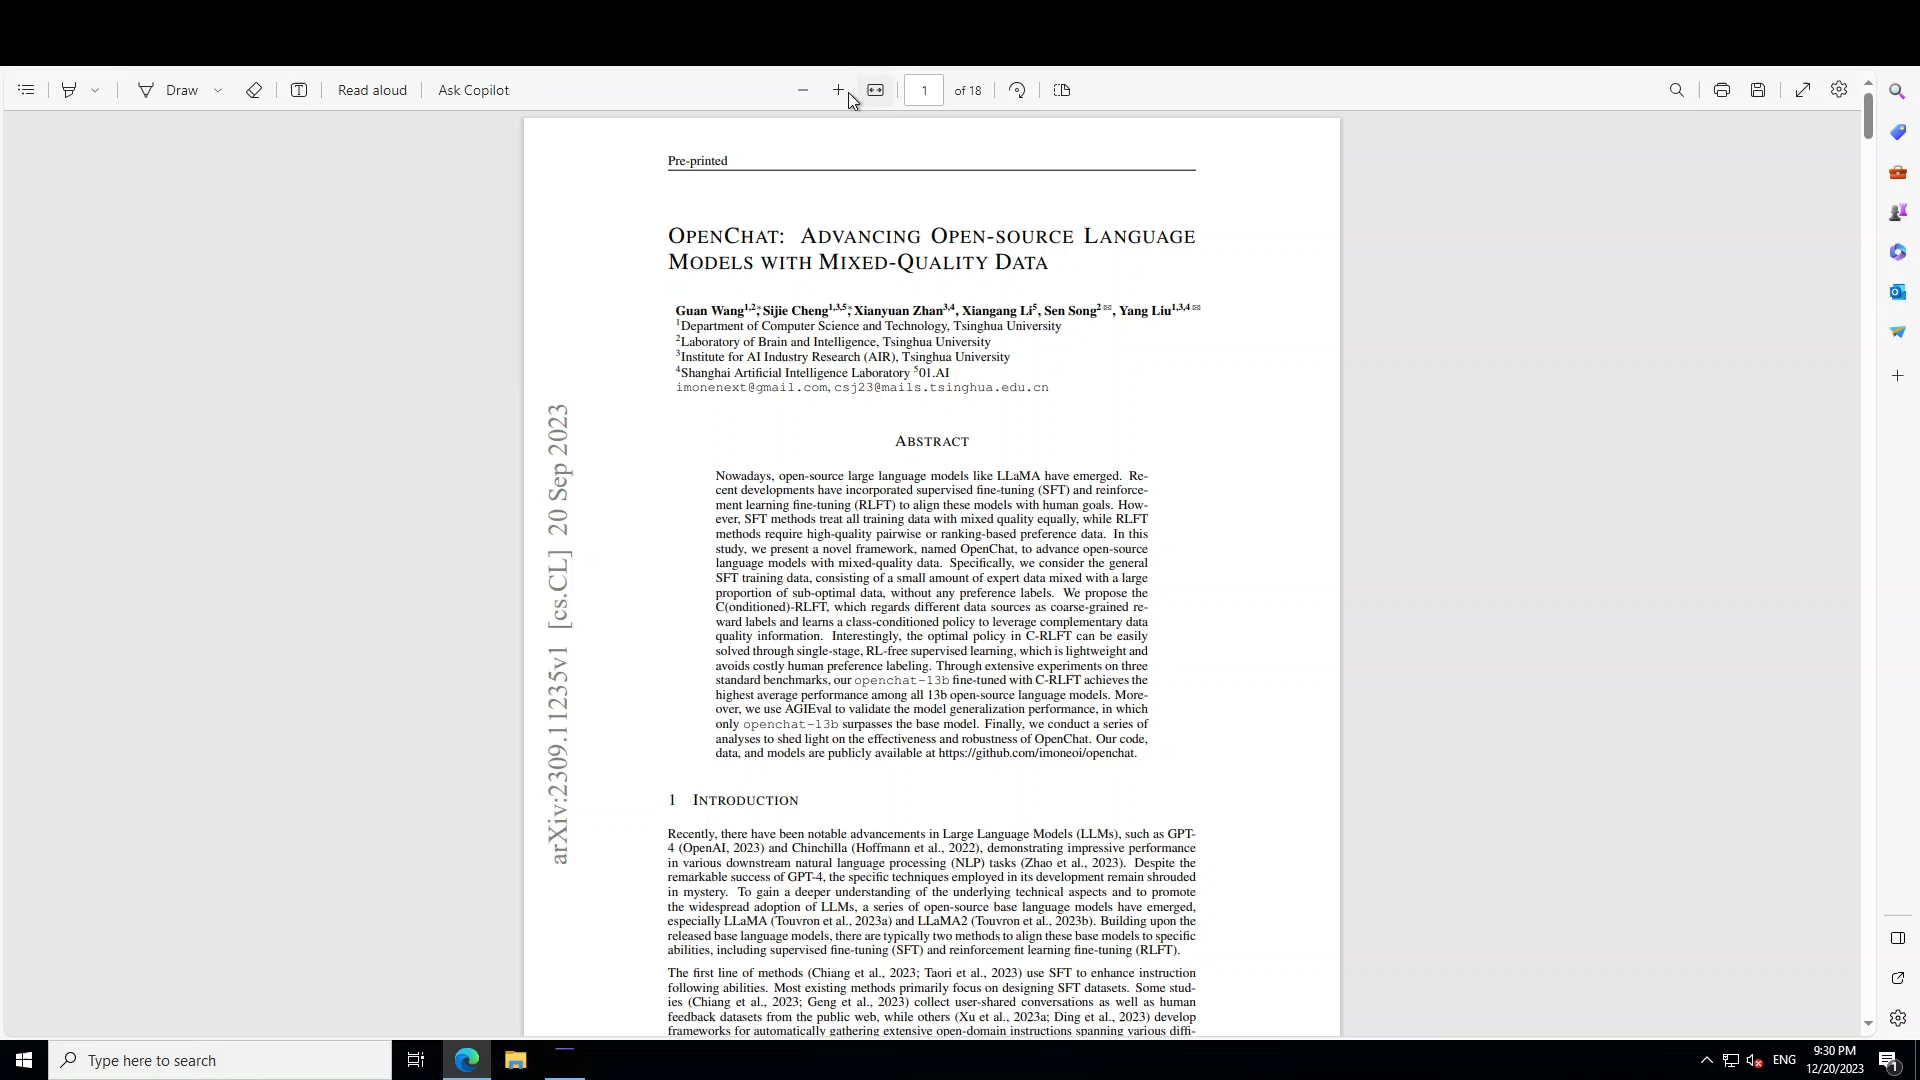 Draw
Read aloud
Ask Copilot
1 of 18
Pre-printed
OPENCHAT: ADVANCING OPEN-SOURCE LANGUAGE
MODELS WITH MIXED-QUALITY DATA
Guan Wang1,2*, Sijie Cheng1,3,5*, Xianyuan Zhan3,4, Xiangang Li5, Sen Song2✉, Yang Liu1,3,4✉
1Department of Computer Science and Technology, Tsinghua University
2Laboratory of Brain and Intelligence, Tsinghua University
3Institute for AI Industry Research (AIR), Tsinghua University
4Shanghai Artificial Intelligence Laboratory 501.AI
imonenext@gmail.com, csj23@mails.tsinghua.edu.cn
arXiv:2309.11235v1 [cs.CL] 20 Sep 2023
ABSTRACT
Nowadays, open-source large language models like LLaMA have emerged. Re-
cent developments have incorporated supervised fine-tuning (SFT) and reinforce-
ment learning fine-tuning (RLFT) to align these models with human goals. How-
ever, SFT methods treat all training data with mixed quality equally, while RLFT
methods require high-quality pairwise or ranking-based preference data. In this
study, we present a novel framework, named OpenChat, to advance open-source
language models with mixed-quality data. Specifically, we consider the general
SFT training data, consisting of a small amount of expert data mixed with a large
proportion of sub-optimal data, without any preference labels. We propose the
C(onditioned)-RLFT, which regards different data sources as coarse-grained re-
ward labels and learns a class-conditioned policy to leverage complementary data
quality information. Interestingly, the optimal policy in C-RLFT can be easily
solved through single-stage, RL-free supervised learning, which is lightweight and
avoids costly human preference labeling. Through extensive experiments on three
standard benchmarks, our openchat-13b fine-tuned with C-RLFT achieves the
highest average performance among all 13b open-source language models. More-
over, we use AGIEval to validate the model generalization performance, in which
only openchat-13b surpasses the base model. Finally, we conduct a series of
analyses to shed light on the effectiveness and robustness of OpenChat. Our code,
data, and models are publicly available at https://github.com/imoneoi/openchat.
1 INTRODUCTION
Recently, there have been notable advancements in Large Language Models (LLMs), such as GPT-
4 (OpenAI, 2023) and Chinchilla (Hoffmann et al., 2022), demonstrating impressive performance
in various downstream natural language processing (NLP) tasks (Zhao et al., 2023). Despite the
remarkable success of GPT-4, the specific techniques employed in its development remain shrouded
in mystery. To gain a deeper understanding of the underlying technical aspects and to promote
the widespread adoption of LLMs, a series of open-source base language models have emerged,
especially LLaMA (Touvron et al., 2023a) and LLaMA2 (Touvron et al., 2023b). Building upon the
released base language models, there are typically two methods to align these base models to specific
abilities, including supervised fine-tuning (SFT) and reinforcement learning fine-tuning (RLFT).
The first line of methods (Chiang et al., 2023; Taori et al., 2023) use SFT to enhance instruction
following abilities. Most existing methods primarily focus on designing SFT datasets. Some stud-
ies (Chiang et al., 2023; Geng et al., 2023) collect user-shared conversations as well as human
feedback datasets from the public web, while others (Xu et al., 2023a; Ding et al., 2023) develop
frameworks for automatically gathering extensive open-domain instructions spanning various diffi-
Type here to search
ENG
9:30 PM
12/20/2023
1